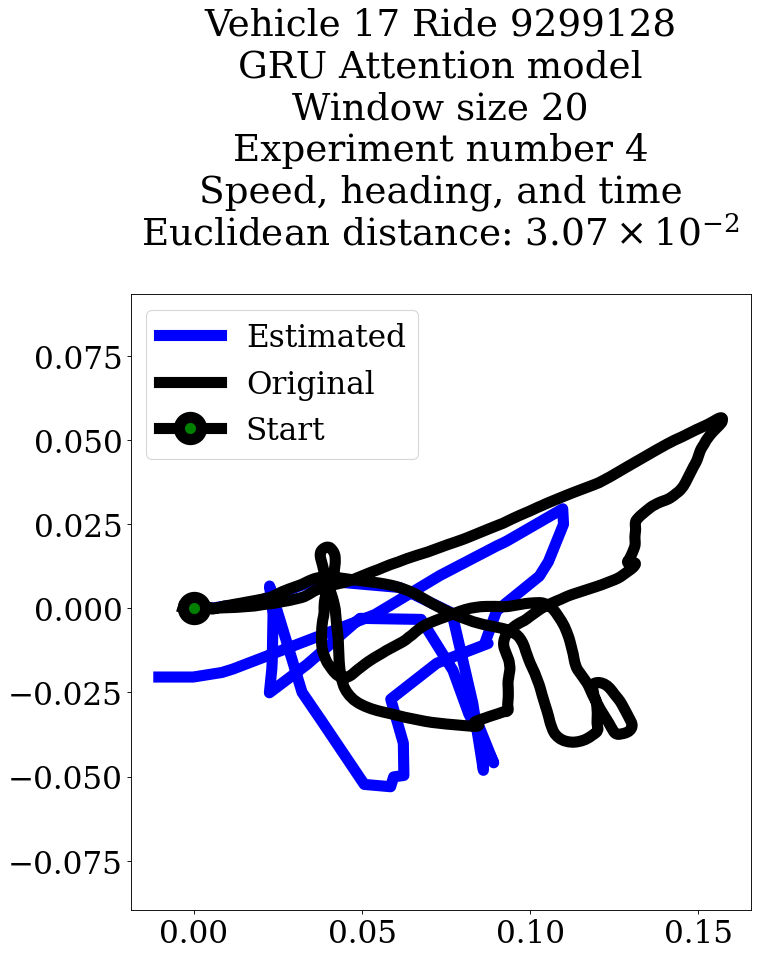 Vehicle 17 Ride 9299128
GRU Attention model
Window size 20
Experiment number 4
Speed, heading, and time
Euclidean distance: 3.07 × 10⁻²
Estimated
Original
Start
0.075
0.050
0.025
0.000
−0.025
−0.050
−0.075
0.00 0.05 0.10 0.15